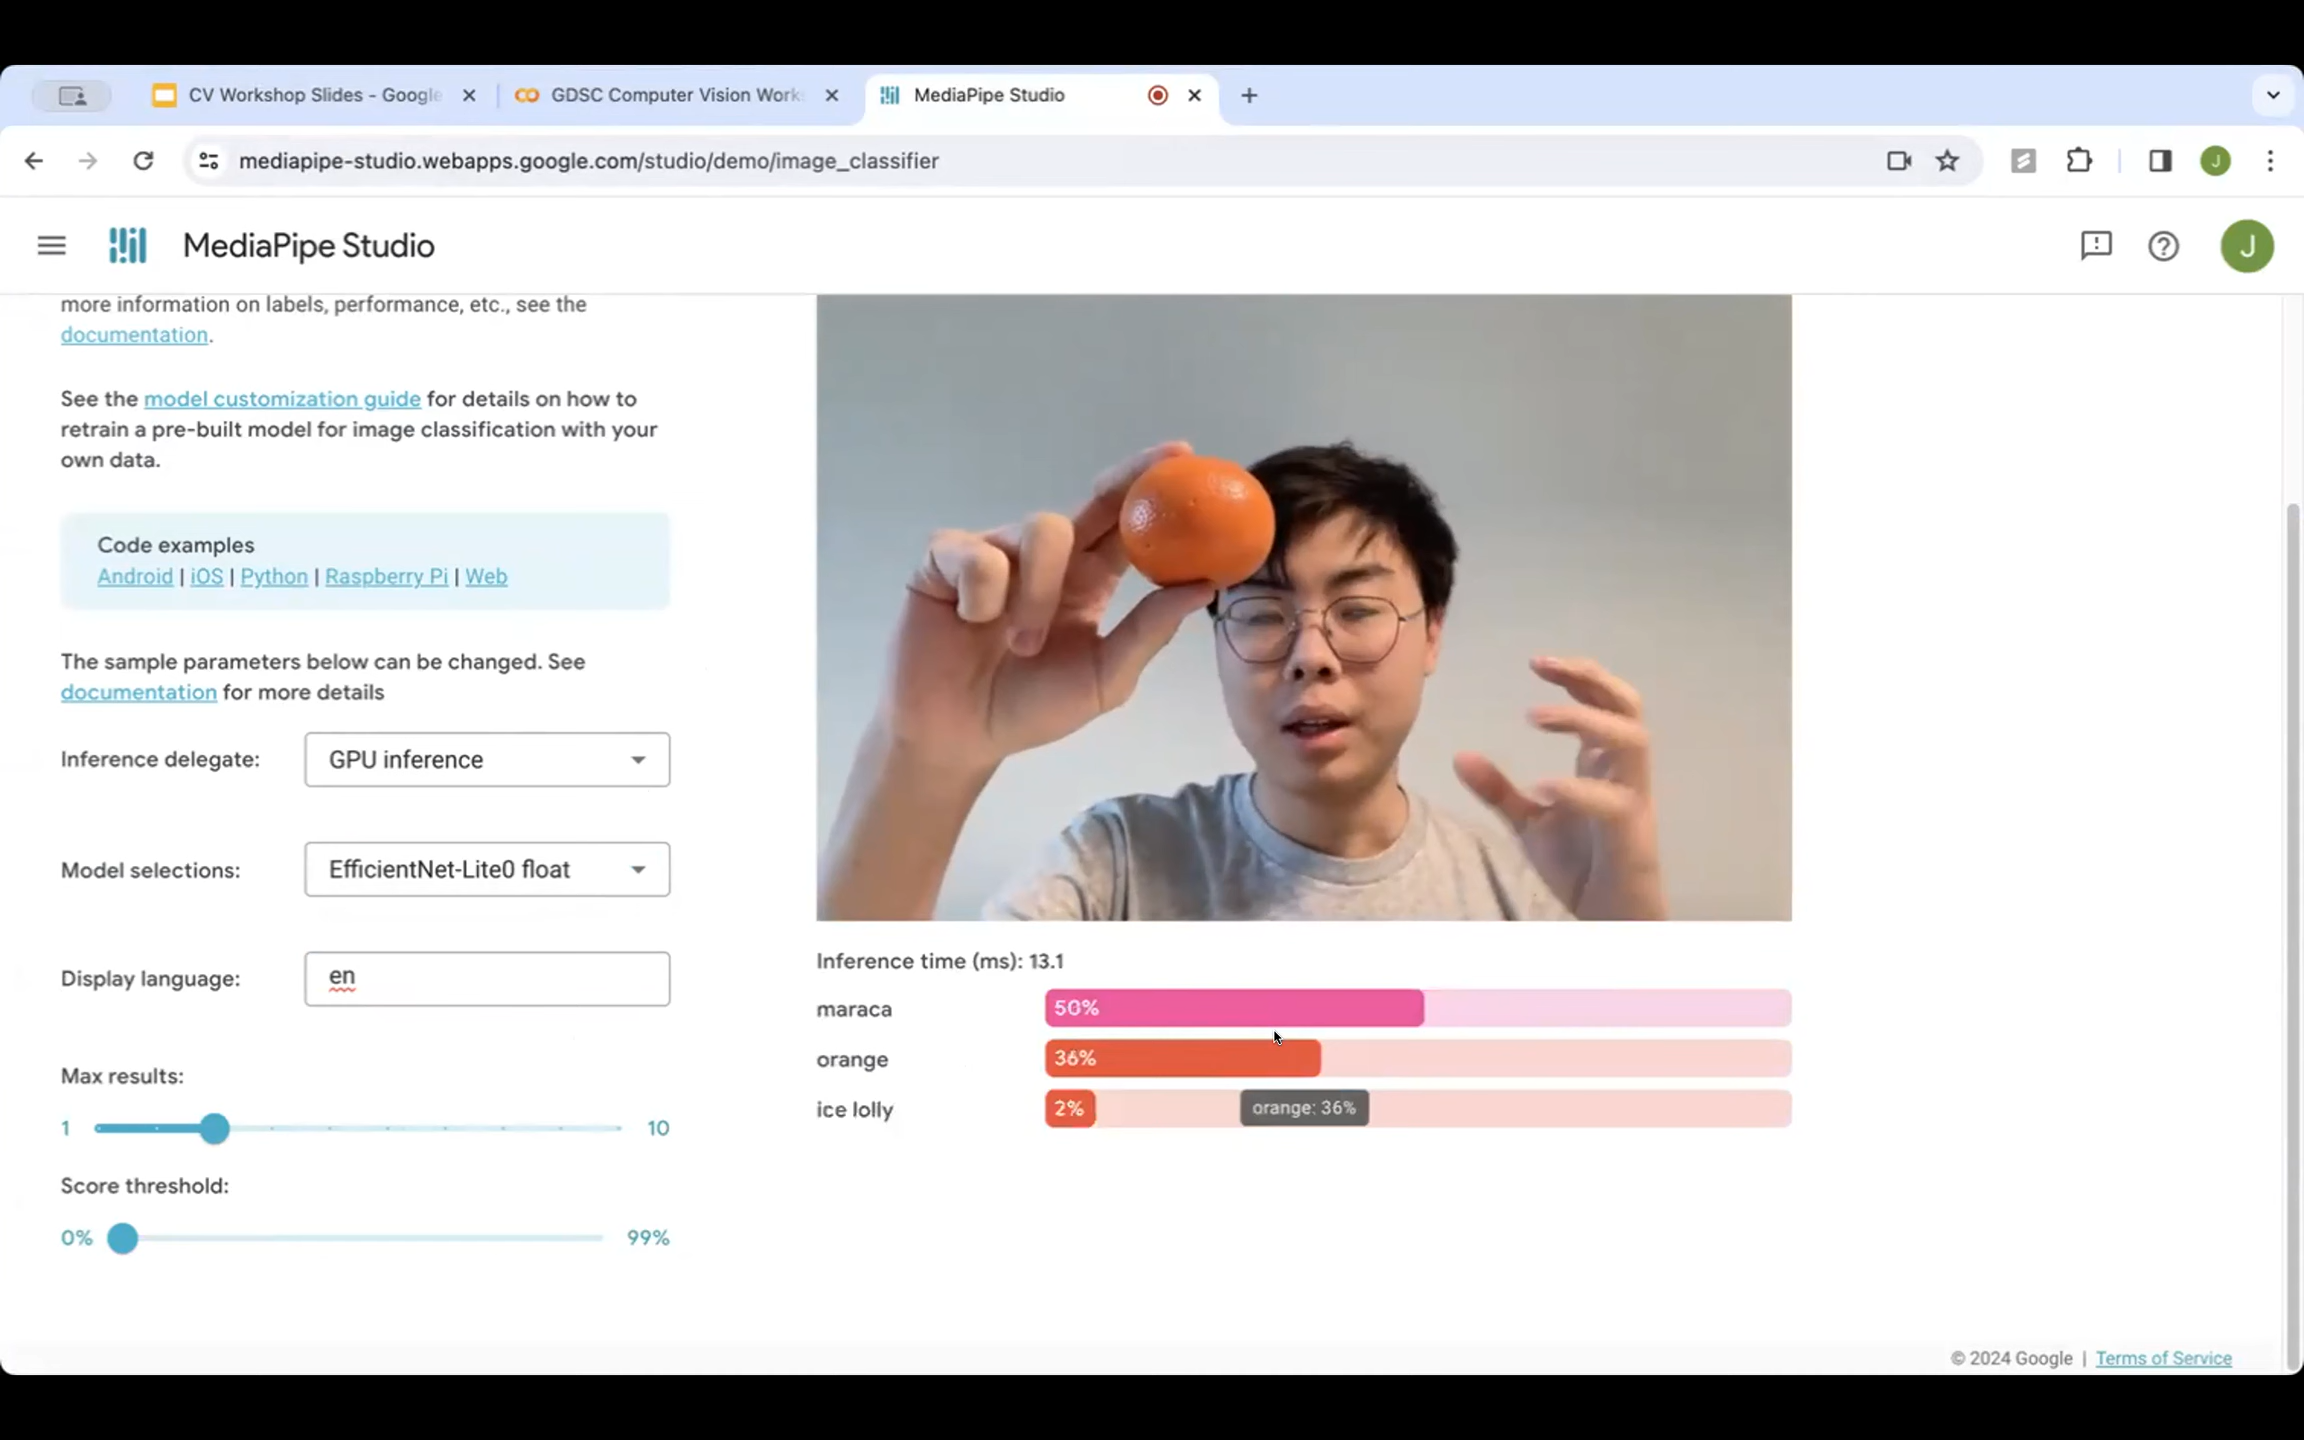 CV Workshop Slides - Google
GDSC Computer Vision Work
MediaPipe Studio
mediapipe-studio.webapps.google.com/studio/demo/image_classifier
J
MediaPipe Studio
J
more information on labels, performance, etc., see the
documentation.
See the model customization guide for details on how to
retrain a pre-built model for image classification with your
own data.
Code examples
Android | iOS | Python | Raspberry Pi | Web
The sample parameters below can be changed. See
documentation for more details
Inference delegate: GPU inference
Model selections: EfficientNet-Lite0 float
Display language: en
Max results:
1 10
Score threshold:
0% 99%
Inference time (ms): 13.1
maraca 50%
orange 36%
ice lolly 2% orange: 36%
© 2024 Google | Terms of Service